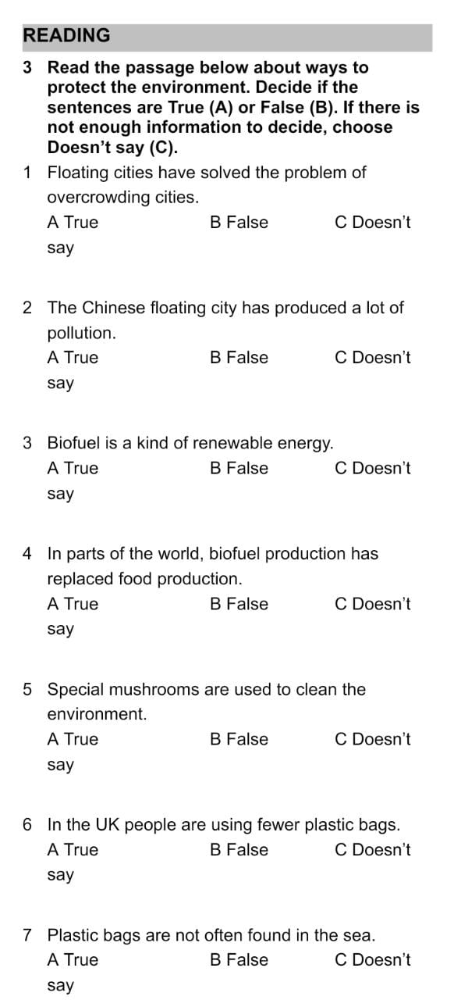 READING
3 Read the passage below about ways to
protect the environment. Decide if the
sentences are True (A) or False (B). If there is
not enough information to decide, choose
Doesn’t say (C).
1 Floating cities have solved the problem of
overcrowding cities.
A True B False C Doesn’t
say
2 The Chinese floating city has produced a lot of
pollution.
A True B False C Doesn’t
say
3 Biofuel is a kind of renewable energy.
A True B False C Doesn’t
say
4 In parts of the world, biofuel production has
replaced food production.
A True B False C Doesn’t
say
5 Special mushrooms are used to clean the
environment.
A True B False C Doesn’t
say
6 In the UK people are using fewer plastic bags.
A True B False C Doesn’t
say
7 Plastic bags are not often found in the sea.
A True B False C Doesn’t
say